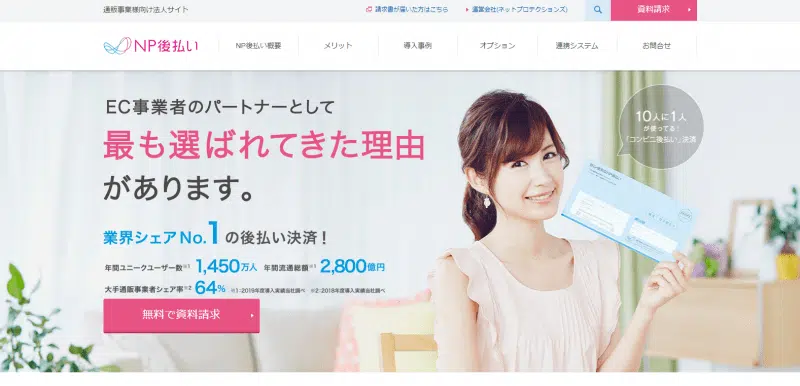 通販事業様向け法人サイト
請求書が届いた方はこちら
運営会社(ネットプロテクションズ)
資料請求
NP後払い
NP後払い概要
メリット
導入事例
オプション
連携システム
お問合せ
EC事業者のパートナーとして
最も選ばれてきた理由
があります。
10人に1人
が使ってる！
「コンビニ後払い」決済
業界シェアNo.1の後払い決済！
年間ユニークユーザー数※1 1,450万人 年間流通総額※1 2,800億円
大手通販事業者シェア率※2 64% ※1：2019年度導入実績当社調べ ※2：2018年度導入実績当社調べ
無料で資料請求